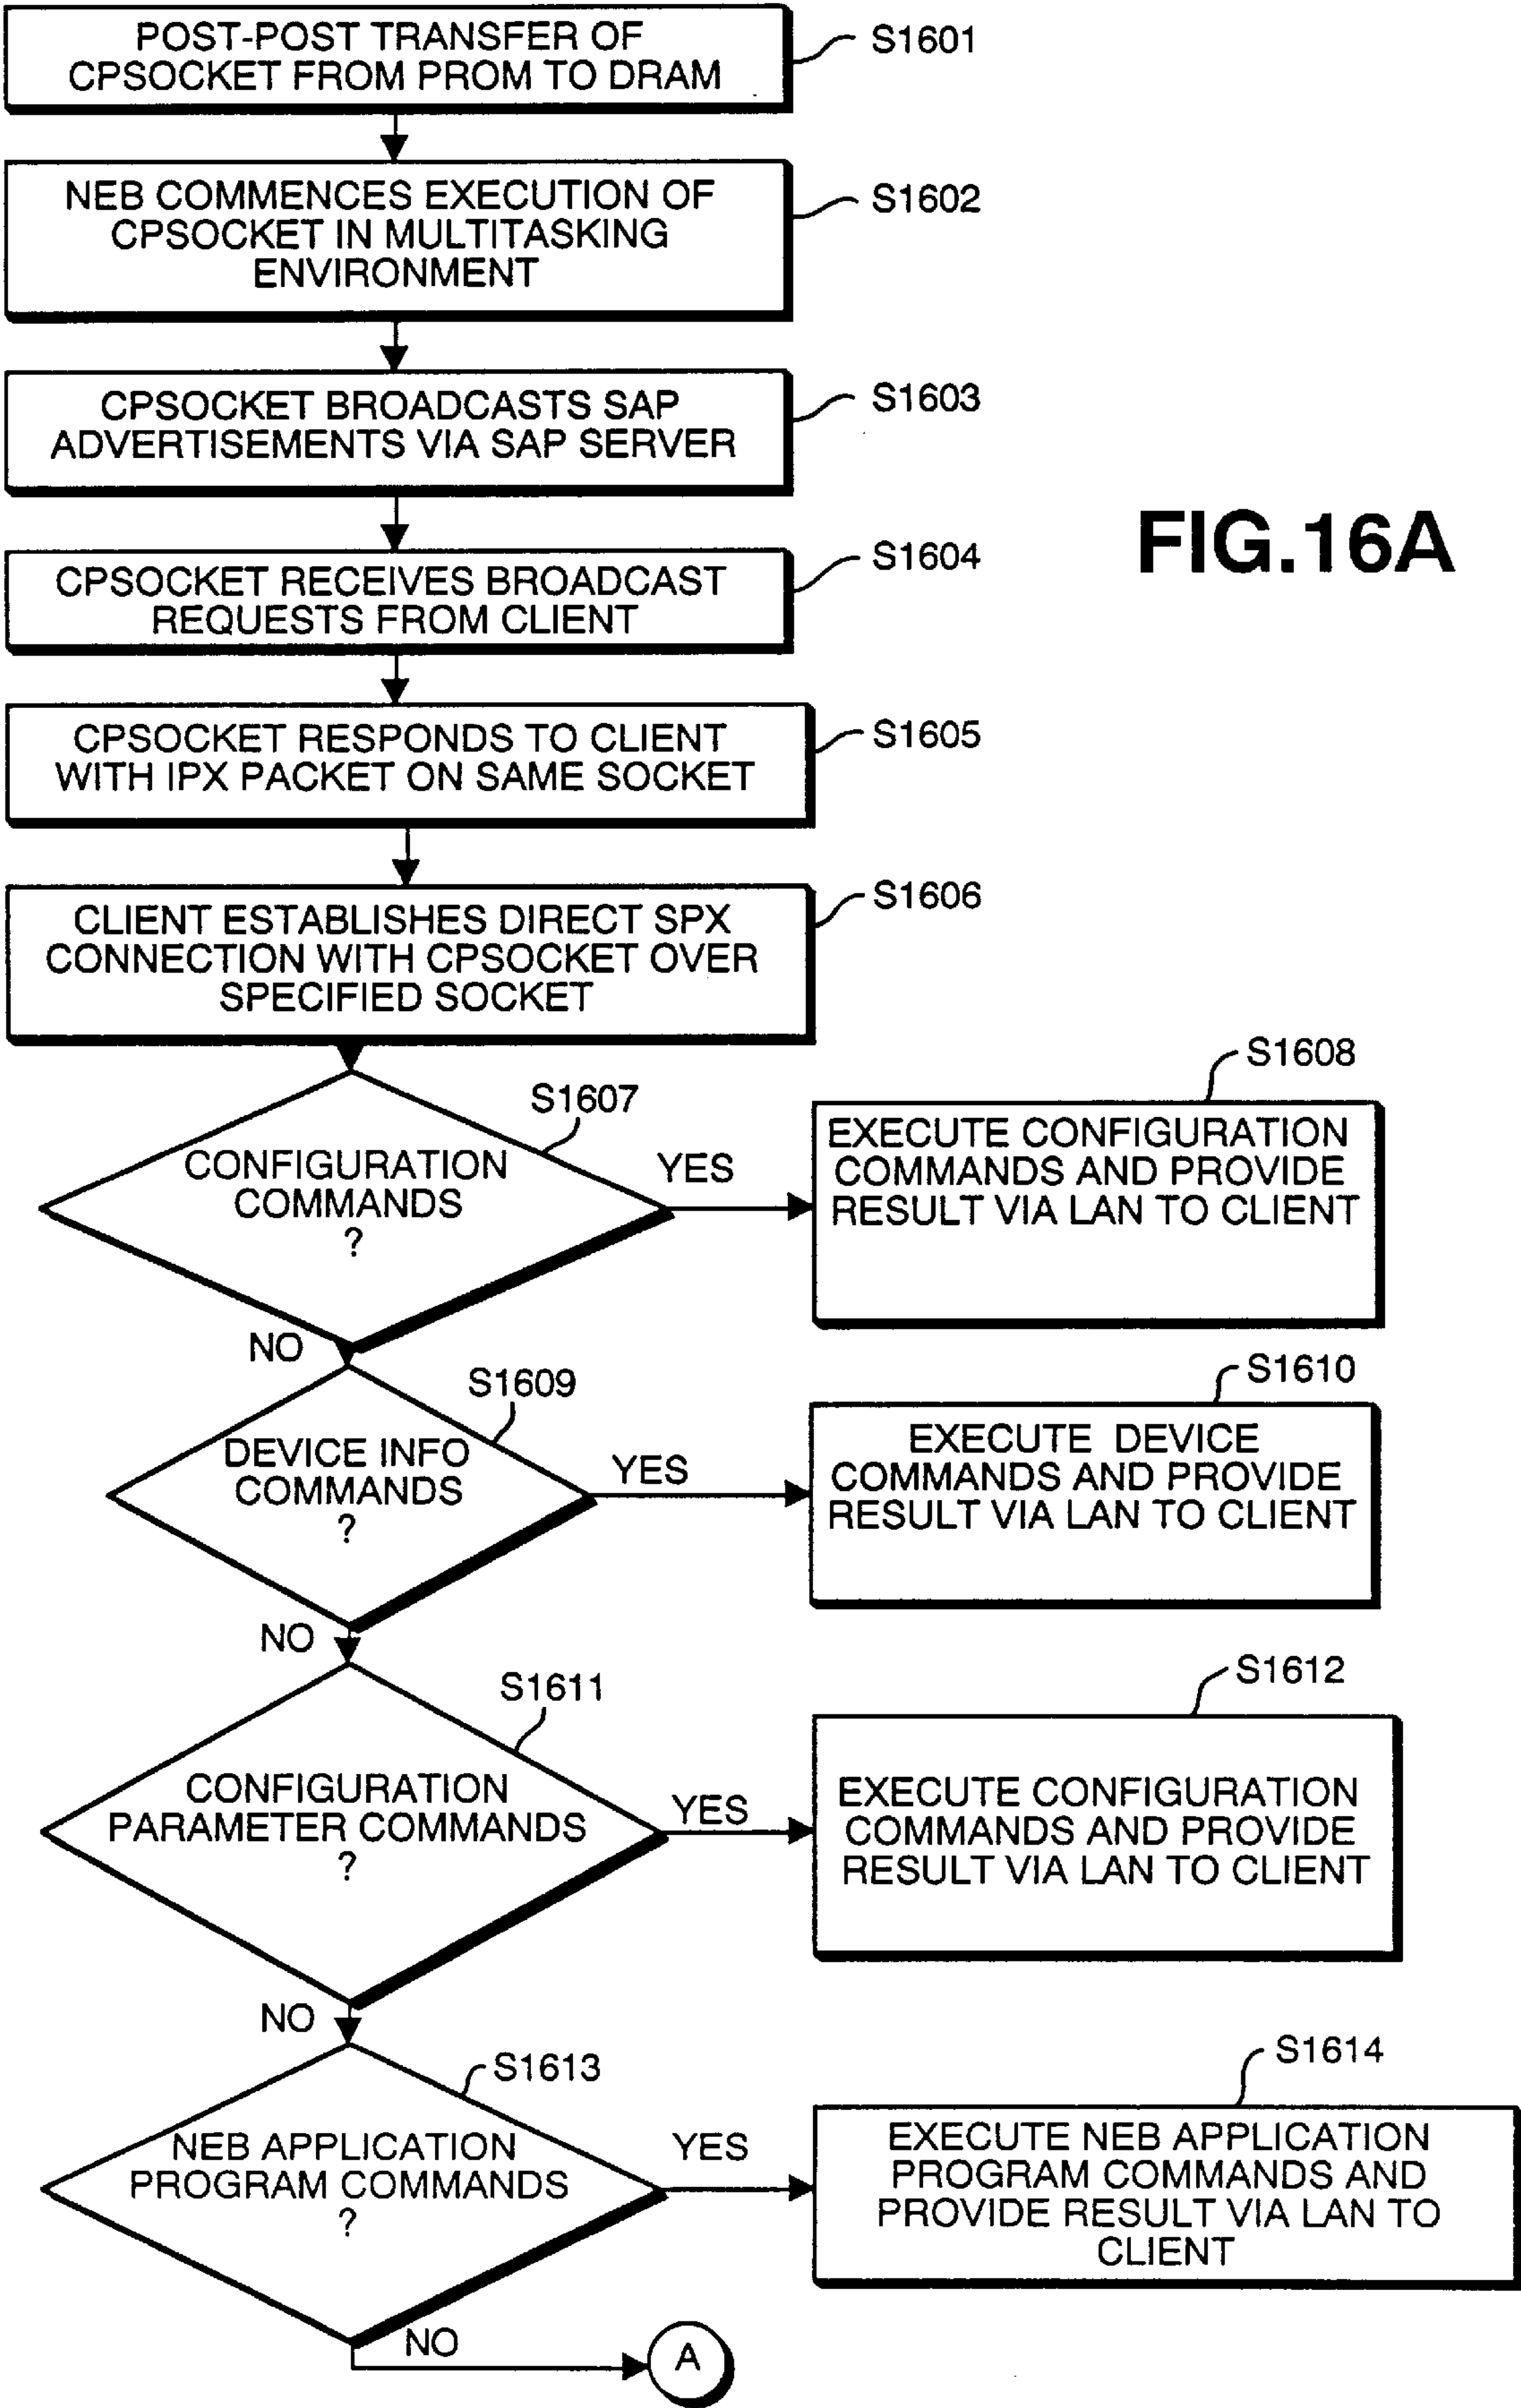 POST-POST TRANSFER OF
CPSOCKET FROM PROM TO DRAM
S1601
NEB COMMENCES EXECUTION OF
CPSOCKET IN MULTITASKING
ENVIRONMENT
S1602
CPSOCKET BROADCASTS SAP
ADVERTISEMENTS VIA SAP SERVER
S1603
CPSOCKET RECEIVES BROADCAST
REQUESTS FROM CLIENT
S1604
FIG.16A
CPSOCKET RESPONDS TO CLIENT
WITH IPX PACKET ON SAME SOCKET
S1605
CLIENT ESTABLISHES DIRECT SPX
CONNECTION WITH CPSOCKET OVER
SPECIFIED SOCKET
S1606
S1607
CONFIGURATION
COMMANDS
?
YES
NO
S1608
EXECUTE CONFIGURATION
COMMANDS AND PROVIDE
RESULT VIA LAN TO CLIENT
S1609
DEVICE INFO
COMMANDS
?
YES
NO
S1610
EXECUTE DEVICE
COMMANDS AND PROVIDE
RESULT VIA LAN TO CLIENT
S1611
CONFIGURATION
PARAMETER COMMANDS
?
YES
NO
S1612
EXECUTE CONFIGURATION
COMMANDS AND PROVIDE
RESULT VIA LAN TO CLIENT
S1613
NEB APPLICATION
PROGRAM COMMANDS
?
YES
NO
S1614
EXECUTE NEB APPLICATION
PROGRAM COMMANDS AND
PROVIDE RESULT VIA LAN TO
CLIENT
A